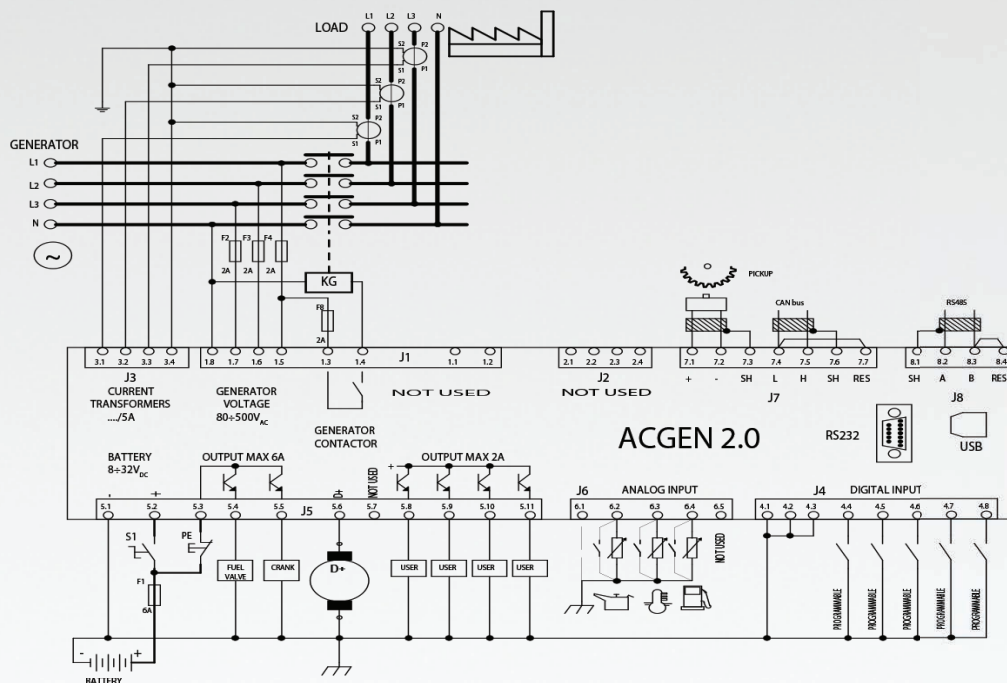 L1 L2 L3 N
LOAD
S2 P2
S1 P1
S2 P2
S1 P1
S2 P2
S1 P1
GENERATOR
L1
L2
L3
N
~
F2 F3 F4
2A 2A 2A
KG
F8
2A
PICKUP
CAN bus
RS485
3.1 3.2 3.3 3.4
1.8 1.7 1.6 1.5 1.3 1.4 J1 1.1 1.2
2.1 2.2 2.3 2.4
7.1 7.2 7.3 7.4 7.5 7.6 7.7
8.1 8.2 8.3 8.4
+ - SH L H SH RES
SH A B RES
J3
CURRENT TRANSFORMERS
..../5A
GENERATOR VOLTAGE
80÷500VAC
NOT USED
J2
NOT USED
J7
J8
GENERATOR CONTACTOR
ACGEN 2.0
RS232
USB
BATTERY
8÷32VDC
OUTPUT MAX 6A
OUTPUT MAX 2A
- + D+ NOT USED +
5.1 5.2 5.3 5.4 5.5 J5 5.6 5.7 5.8 5.9 5.10 5.11
J6 ANALOG INPUT
6.1 6.2 6.3 6.4 6.5
NOT USED
J4 DIGITAL INPUT
4.1 4.2 4.3 4.4 4.5 4.6 4.7 4.8
S1
PE
F1
6A
FUEL VALVE
CRANK
D+
USER USER USER USER
PROGRAMMABLE
PROGRAMMABLE
PROGRAMMABLE
PROGRAMMABLE
PROGRAMMABLE
- +
BATTERY